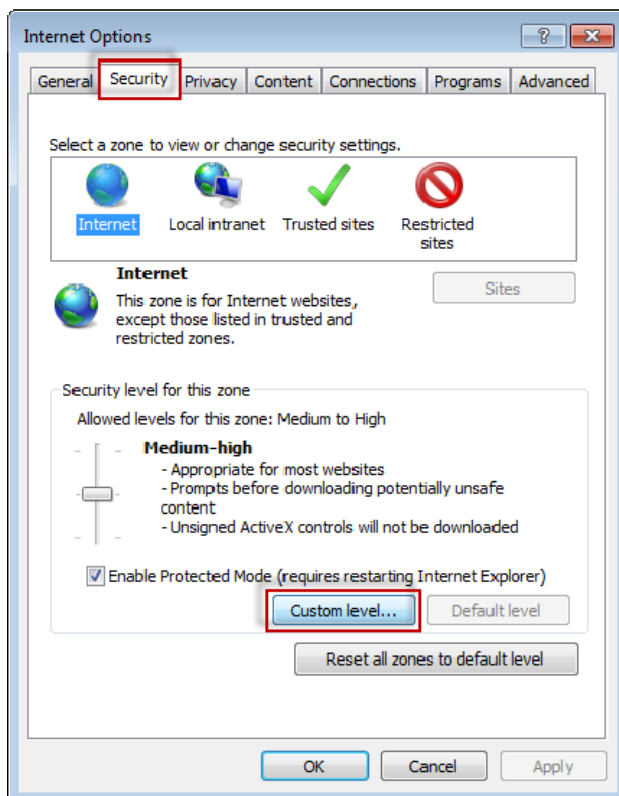 Internet Options
General Security Privacy Content Connections Programs Advanced
Select a zone to view or change security settings.
Internet Local intranet Trusted sites Restricted
sites
Internet
This zone is for Internet websites,
except those listed in trusted and
restricted zones.
Sites
Security level for this zone
Allowed levels for this zone: Medium to High
Medium-high
- Appropriate for most websites
- Prompts before downloading potentially unsafe
content
- Unsigned ActiveX controls will not be downloaded
Enable Protected Mode (requires restarting Internet Explorer)
Custom level... Default level
Reset all zones to default level
OK Cancel Apply